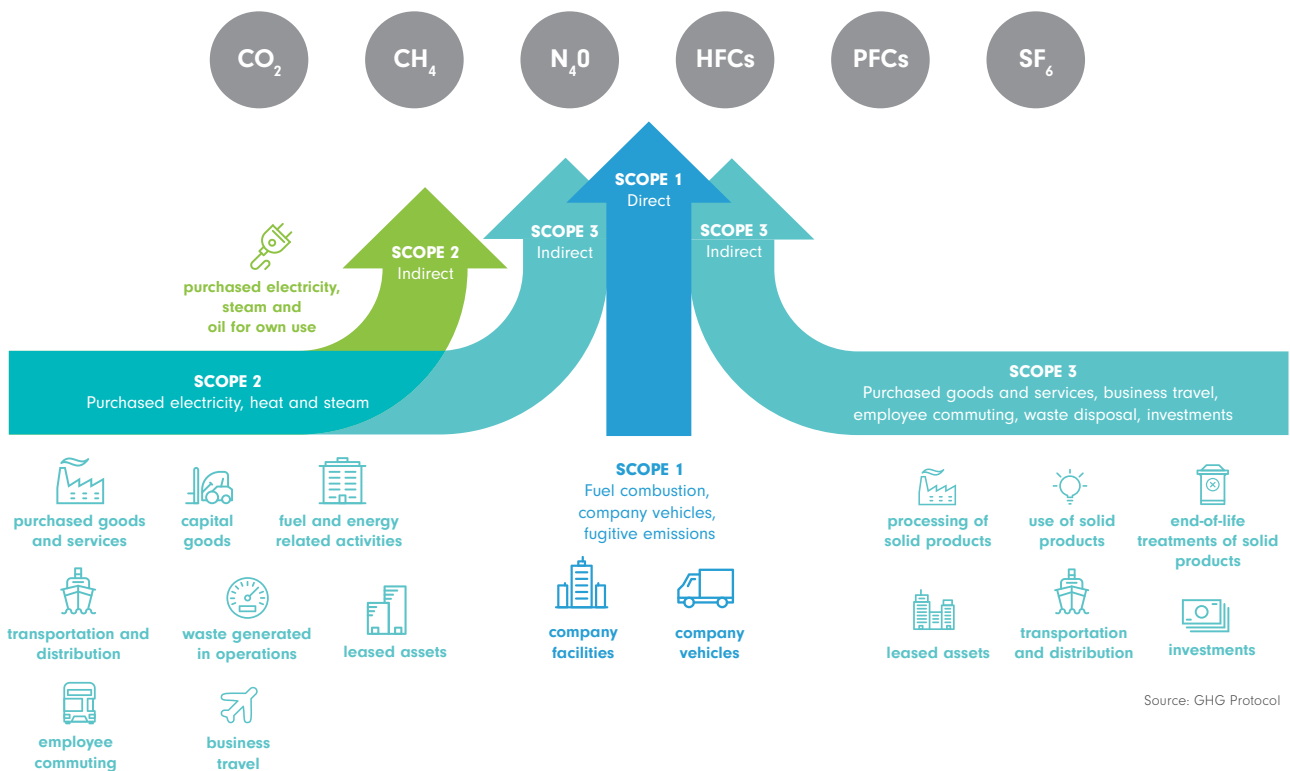 CO₂
CH₄
N₄0
HFCs
PFCs
SF₆
SCOPE 1
Direct
SCOPE 3
Indirect
SCOPE 3
Indirect
SCOPE 2
Indirect
purchased electricity,
steam and
oil for own use
SCOPE 2
Purchased electricity, heat and steam
SCOPE 3
Purchased goods and services, business travel,
employee commuting, waste disposal, investments
purchased goods
and services
capital
goods
fuel and energy
related activities
transportation and
distribution
waste generated
in operations
leased assets
employee
commuting
business
travel
SCOPE 1
Fuel combustion,
company vehicles,
fugitive emissions
company
facilities
company
vehicles
processing of
solid products
use of solid
products
end-of-life
treatments of solid
products
leased assets
transportation
and distribution
investments
Source: GHG Protocol